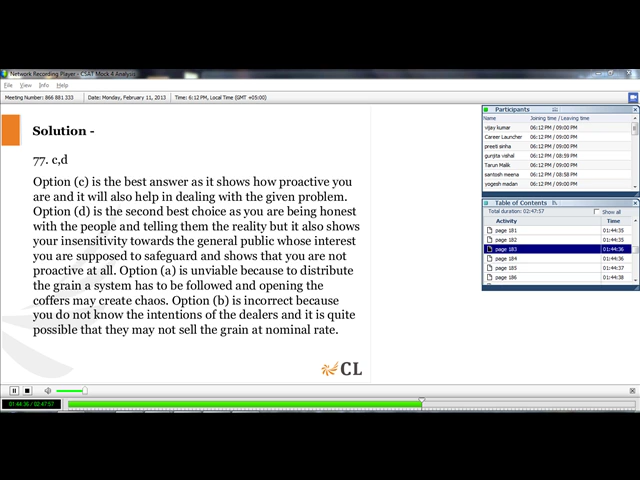 Network Recording Player - CSAT Mock 4 Analysis
File View Info Help
Meeting Number: 866 881 333 Date: Monday, February 11, 2013 Time: 6:12 PM, Local Time (GMT +05:00)
Solution -
77. c,d
Option (c) is the best answer as it shows how proactive you
are and it will also help in dealing with the given problem.
Option (d) is the second best choice as you are being honest
with the people and telling them the reality but it also shows
your insensitivity towards the general public whose interest
you are supposed to safeguard and shows that you are not
proactive at all. Option (a) is unviable because to distribute
the grain a system has to be followed and opening the
coffers may create chaos. Option (b) is incorrect because
you do not know the intentions of the dealers and it is quite
possible that they may not sell the grain at nominal rate.
CL
Participants
Name Joining time / Leaving time
vijay kumar 06:12 PM / 09:00 PM
Career Launcher 06:12 PM / 09:00 PM
preeti sinha 06:12 PM / 09:00 PM
gunjita vishal 06:12 PM / 08:59 PM
Tarun Malik 06:12 PM / 09:00 PM
santosh meena 06:12 PM / 08:58 PM
yogesh madan 06:12 PM / 09:00 PM
Table of Contents
Total duration: 02:47:57 Show all
Activity Time
page 181 01:44:35
page 182 01:44:35
page 183 01:44:36
page 184 01:44:36
page 185 01:44:37
page 186 01:44:38
01:44:36 / 02:47:57